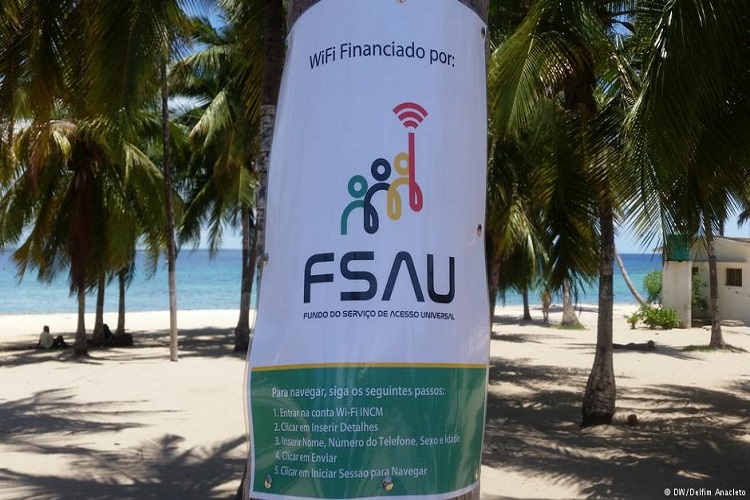 WiFi Financiado por:
FSAU
FUNDO DO SERVIÇO DE ACESSO UNIVERSAL
Para navegar, siga os seguintes passos:
1. Entrar na conta Wi-Fi INCM
2. Clicar em Inserir Detalhes
3. Inserir Nome, Número do Telefone, Sexo e Idade
4. Clicar em Enviar
5. Clicar em Iniciar Sessao para Navegar
© DW/Delfim Anacleto